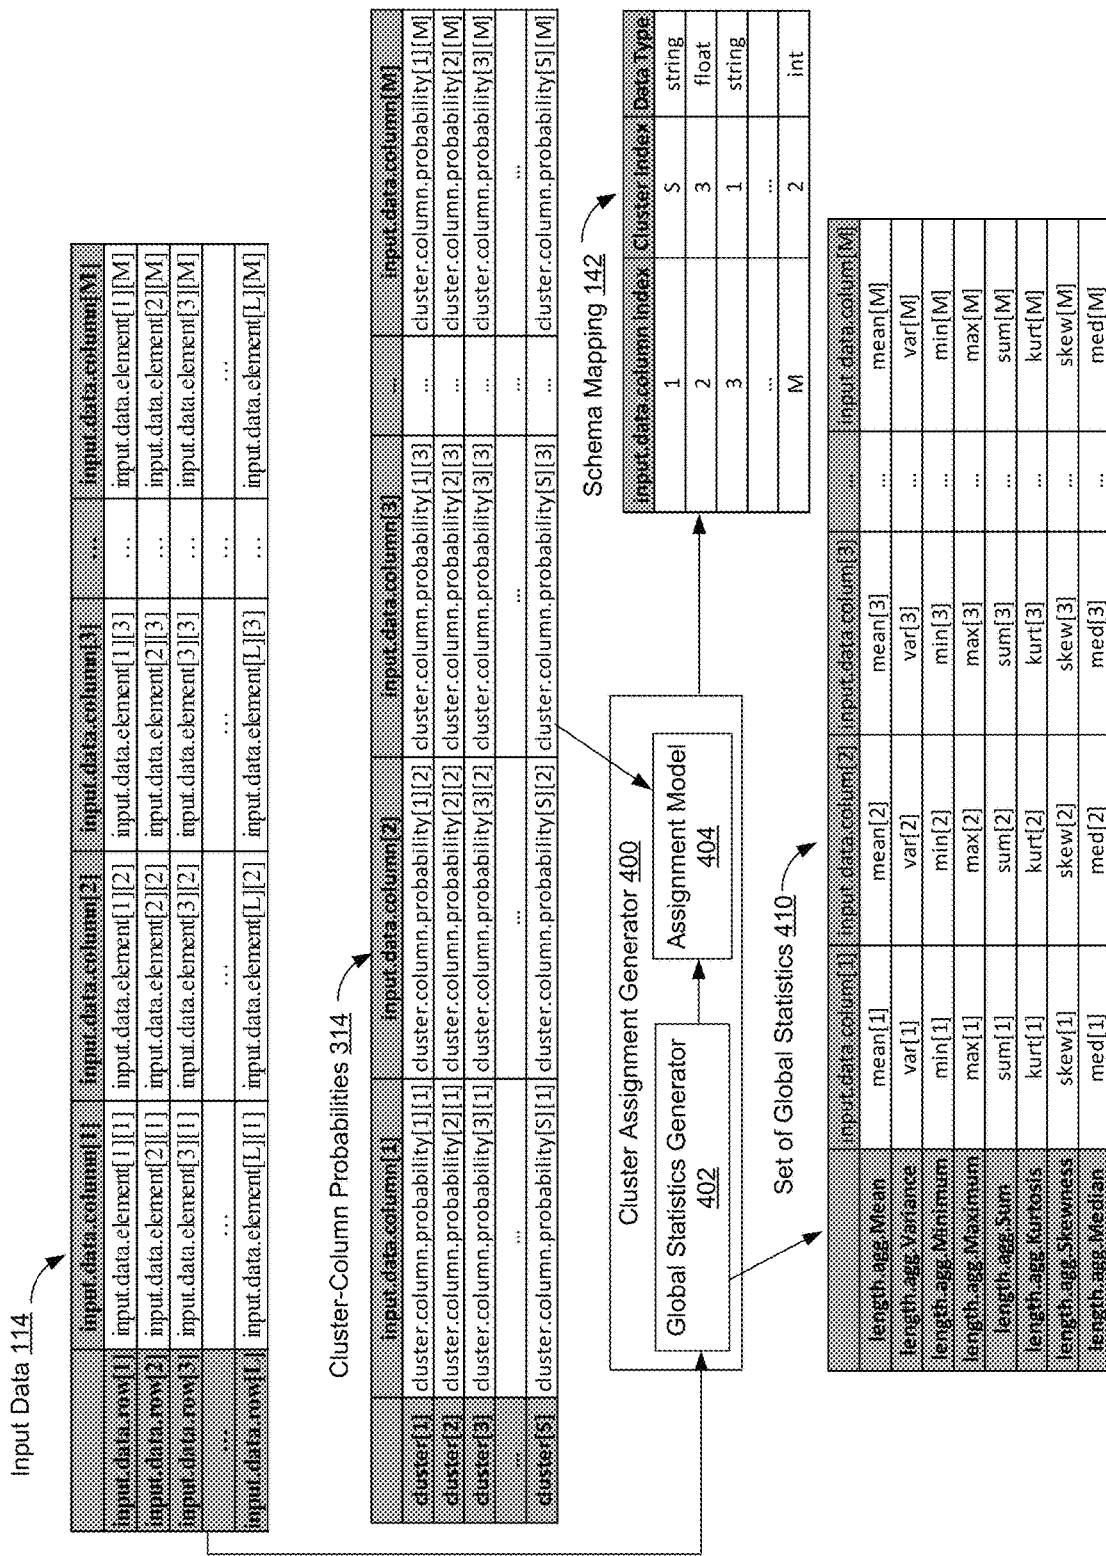 Input Data 114
input.data.column[1] input.data.column[2] input.data.column[3] ... input.data.column[M]
input.data.row[1] input.data.element[1][1] input.data.element[1][2] input.data.element[1][3] ... input.data.element[1][M]
input.data.row[2] input.data.element[2][1] input.data.element[2][2] input.data.element[2][3] ... input.data.element[2][M]
input.data.row[3] input.data.element[3][1] input.data.element[3][2] input.data.element[3][3] ... input.data.element[3][M]
... ... ... ... ... ...
input.data.row[L] input.data.element[L][1] input.data.element[L][2] input.data.element[L][3] ... input.data.element[L][M]
Cluster-Column Probabilities 314
input.data.column[1] input.data.column[2] input.data.column[3] ... input.data.column[M]
cluster[1] cluster.column.probability[1][1] cluster.column.probability[1][2] cluster.column.probability[1][3] ... cluster.column.probability[1][M]
cluster[2] cluster.column.probability[2][1] cluster.column.probability[2][2] cluster.column.probability[2][3] ... cluster.column.probability[2][M]
cluster[3] cluster.column.probability[3][1] cluster.column.probability[3][2] cluster.column.probability[3][3] ... cluster.column.probability[3][M]
... ... ... ... ... ...
cluster[S] cluster.column.probability[S][1] cluster.column.probability[S][2] cluster.column.probability[S][3] ... cluster.column.probability[S][M]
Cluster Assignment Generator 400
Global Statistics Generator
402
Assignment Model
404
Schema Mapping 142
input.data.column Index Cluster Index Data Type
1 S string
2 3 float
3 1 string
... ...
M 2 int
Set of Global Statistics 410
input.data.colum[1] input.data.colum[2] input.data.colum[3] ... input.data.colum[M]
length.agg.Mean mean[1] mean[2] mean[3] ... mean[M]
length.agg.Variance var[1] var[2] var[3] ... var[M]
length.agg.Minimum min[1] min[2] min[3] ... min[M]
length.agg.Maximum max[1] max[2] max[3] ... max[M]
length.agg.Sum sum[1] sum[2] sum[3] ... sum[M]
length.agg.Kurtosis kurt[1] kurt[2] kurt[3] ... kurt[M]
length.agg.Skewness skew[1] skew[2] skew[3] ... skew[M]
length.agg.Median med[1] med[2] med[3] ... med[M]